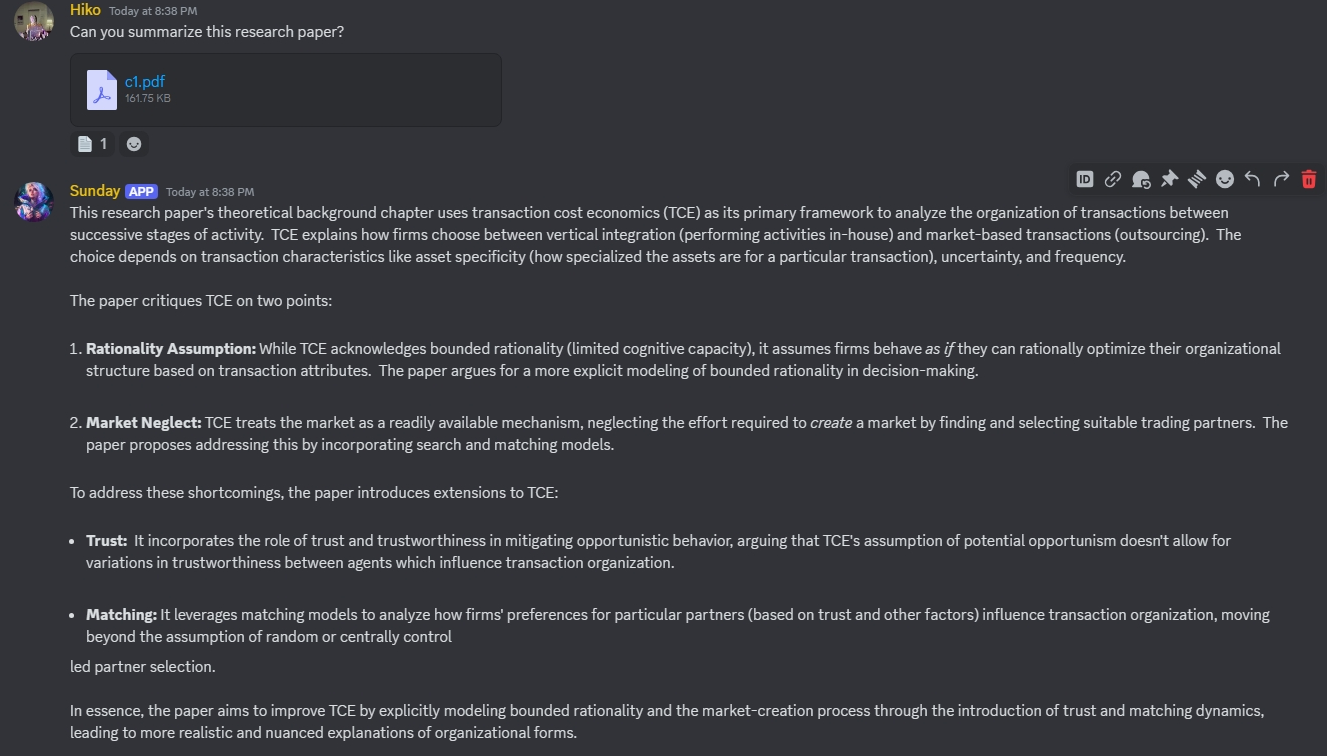 Hiko Today at 8:38 PM
Can you summarize this research paper?
c1.pdf
161.75 KB
1
ID
Sunday APP Today at 8:38 PM
This research paper's theoretical background chapter uses transaction cost economics (TCE) as its primary framework to analyze the organization of transactions between
successive stages of activity. TCE explains how firms choose between vertical integration (performing activities in-house) and market-based transactions (outsourcing). The
choice depends on transaction characteristics like asset specificity (how specialized the assets are for a particular transaction), uncertainty, and frequency.
The paper critiques TCE on two points:
1. Rationality Assumption: While TCE acknowledges bounded rationality (limited cognitive capacity), it assumes firms behave as if they can rationally optimize their organizational
structure based on transaction attributes. The paper argues for a more explicit modeling of bounded rationality in decision-making.
2. Market Neglect: TCE treats the market as a readily available mechanism, neglecting the effort required to create a market by finding and selecting suitable trading partners. The
paper proposes addressing this by incorporating search and matching models.
To address these shortcomings, the paper introduces extensions to TCE:
• Trust: It incorporates the role of trust and trustworthiness in mitigating opportunistic behavior, arguing that TCE's assumption of potential opportunism doesn't allow for
variations in trustworthiness between agents which influence transaction organization.
• Matching: It leverages matching models to analyze how firms' preferences for particular partners (based on trust and other factors) influence transaction organization, moving
beyond the assumption of random or centrally control
led partner selection.
In essence, the paper aims to improve TCE by explicitly modeling bounded rationality and the market-creation process through the introduction of trust and matching dynamics,
leading to more realistic and nuanced explanations of organizational forms.